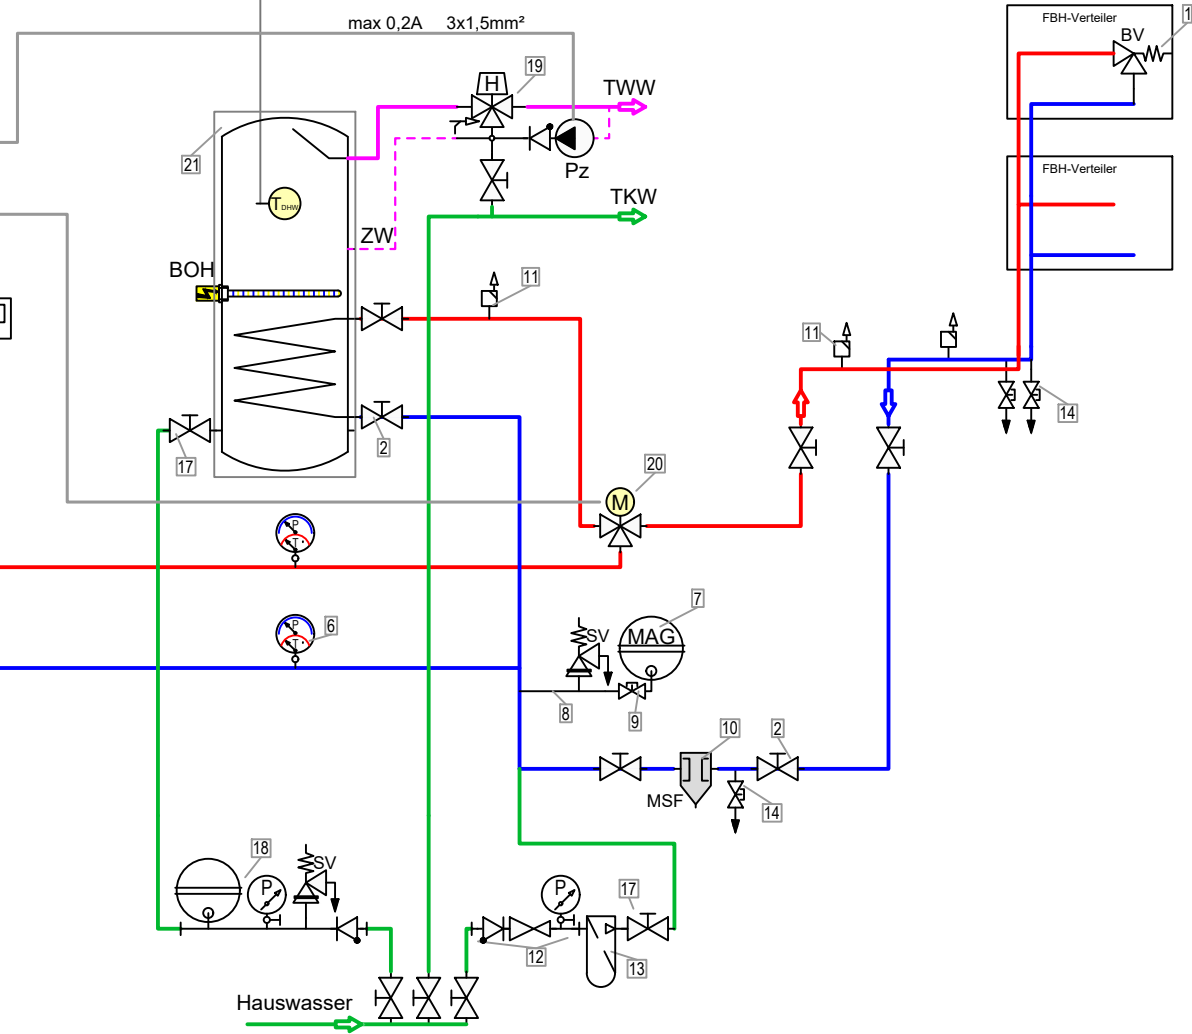 max 0,2A 3x1,5mm²
FBH-Verteiler
1
BV
19
H
TWW
21
Pz
FBH-Verteiler
TKW
TDHW
ZW
BOH
11
11
14
2
17
20
M
P
T
7
P
T
6
SV
MAG
8
9
10
2
MSF
14
18
SV
P
P
17
12
13
Hauswasser